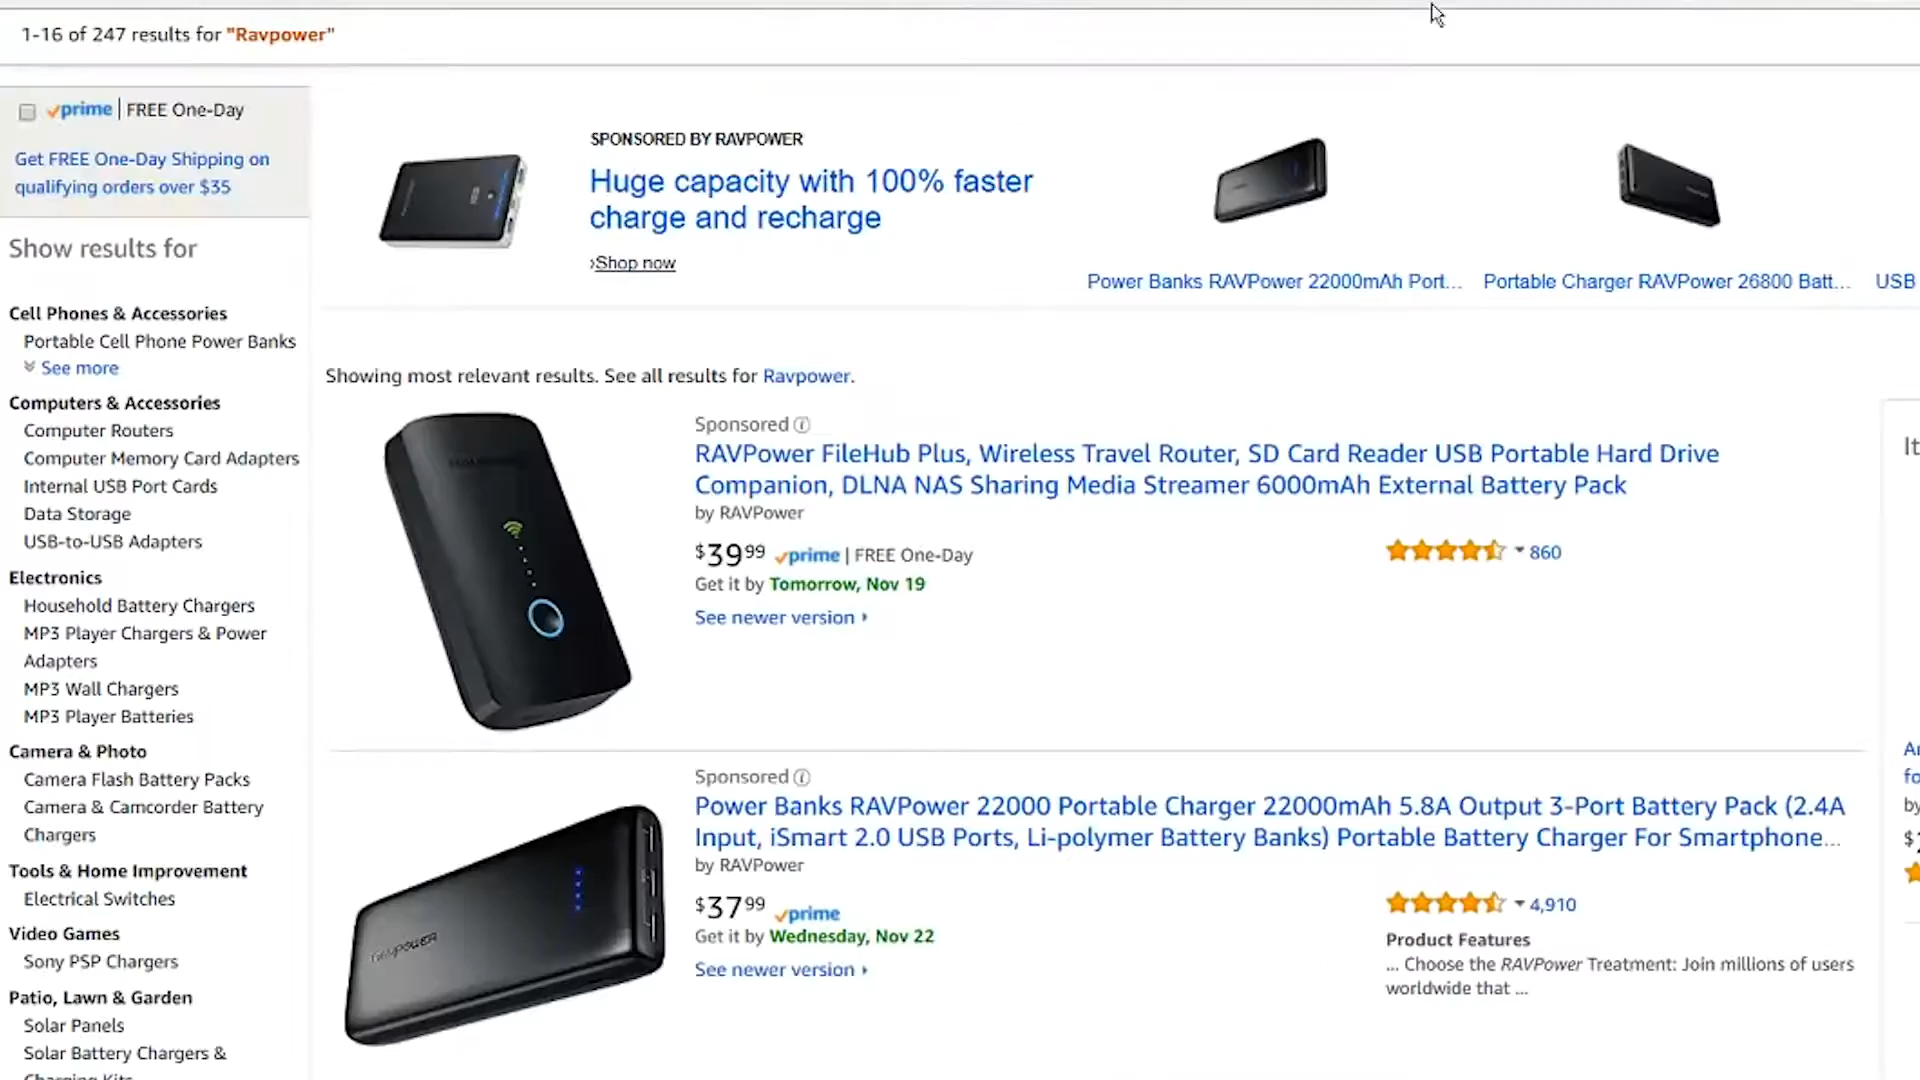 1-16 of 247 results for "Ravpower"
prime | FREE One-Day
Get FREE One-Day Shipping on
qualifying orders over $35
Show results for
Cell Phones & Accessories
Portable Cell Phone Power Banks
See more
Computers & Accessories
Computer Routers
Computer Memory Card Adapters
Internal USB Port Cards
Data Storage
USB-to-USB Adapters
Electronics
Household Battery Chargers
MP3 Player Chargers & Power
Adapters
MP3 Wall Chargers
MP3 Player Batteries
Camera & Photo
Camera Flash Battery Packs
Camera & Camcorder Battery
Chargers
Tools & Home Improvement
Electrical Switches
Video Games
Sony PSP Chargers
Patio, Lawn & Garden
Solar Panels
Solar Battery Chargers &
SPONSORED BY RAVPOWER
Huge capacity with 100% faster
charge and recharge
›Shop now
Power Banks RAVPower 22000mAh Port...
Portable Charger RAVPower 26800 Batt...
USB
Showing most relevant results. See all results for Ravpower.
Sponsored
RAVPower FileHub Plus, Wireless Travel Router, SD Card Reader USB Portable Hard Drive
Companion, DLNA NAS Sharing Media Streamer 6000mAh External Battery Pack
by RAVPower
$39 99 prime | FREE One-Day
860
Get it by Tomorrow, Nov 19
See newer version
Sponsored
Power Banks RAVPower 22000 Portable Charger 22000mAh 5.8A Output 3-Port Battery Pack (2.4A
Input, iSmart 2.0 USB Ports, Li-polymer Battery Banks) Portable Battery Charger For Smartphone...
by RAVPower
$37 99 prime
4,910
Get it by Wednesday, Nov 22
See newer version
Product Features
... Choose the RAVPower Treatment: Join millions of users
worldwide that ...
RAVPOWER